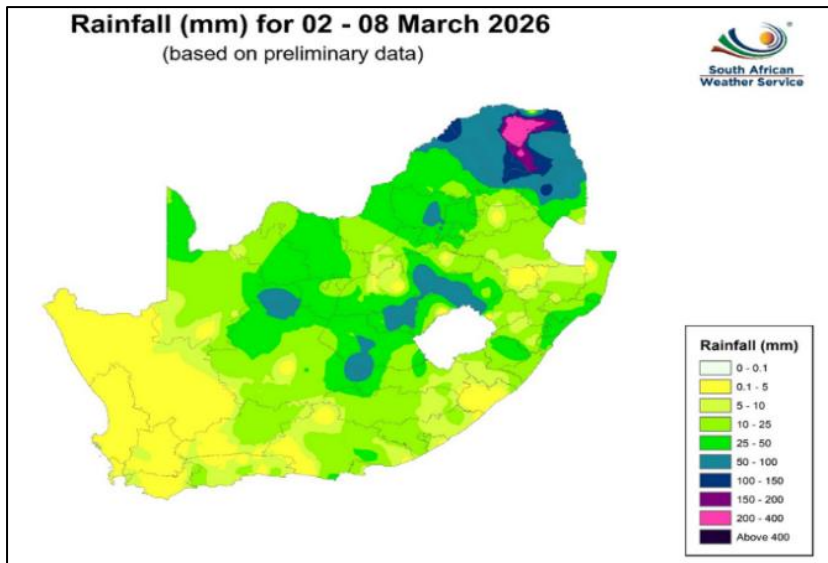 Rainfall (mm) for 02 - 08 March 2026
(based on preliminary data)
South African
Weather Service
Rainfall (mm)
0 - 0.1
0.1 - 5
5 - 10
10 - 25
25 - 50
50 - 100
100 - 150
150 - 200
200 - 400
Above 400